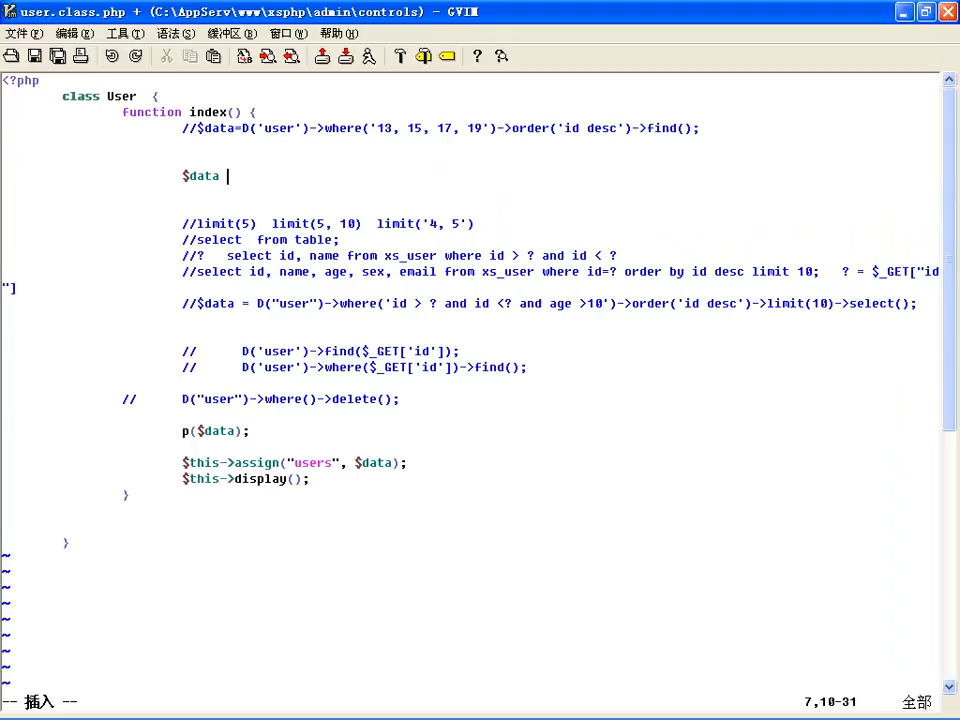 user.class.php + (C:\AppServ\www\xsphp\admin\controls) - GVIM
文件(F) 编辑(E) 工具(T) 语法(S) 缓冲区(B) 窗口(W) 帮助(H)
<?php
class User {
function index() {
//$data=D('user')->where('13, 15, 17, 19')->order('id desc')->find();
$data
//limit(5) limit(5, 10) limit('4, 5')
//select from table;
//? select id, name from xs_user where id > ? and id < ?
//select id, name, age, sex, email from xs_user where id=? order by id desc limit 10; ? = $_GET["id
"]
//$data = D("user")->where('id > ? and id <? and age >10')->order('id desc')->limit(10)->select();
// D('user')->find($_GET['id']);
// D('user')->where($_GET['id'])->find();
// D("user")->where()->delete();
p($data);
$this->assign("users", $data);
$this->display();
}
}
~
~
~
~
~
~
~
~
~
-- 插入 -- 7,10-31 全部